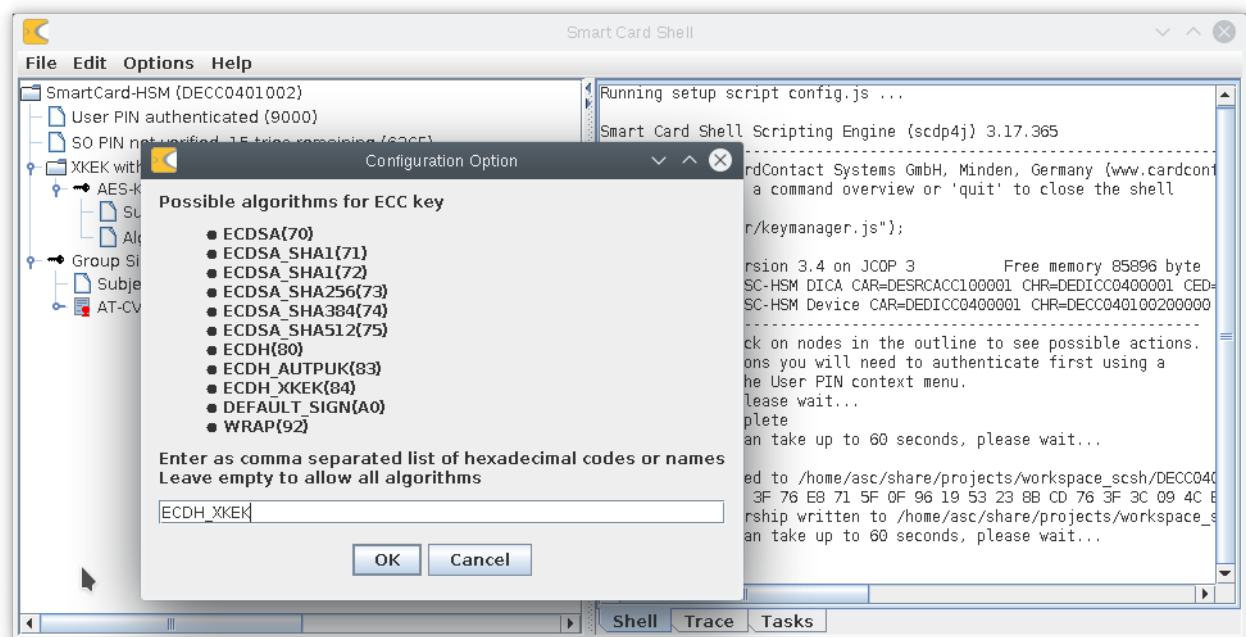 Smart Card Shell
File Edit Options Help
SmartCard-HSM (DECC0401002)
User PIN authenticated (9000)
SO PIN not verified, 15 tries remaining
XKEK with
AES-K
Group Si
Subje
AT-CV
Configuration Option
Possible algorithms for ECC key
ECDSA(70)
ECDSA_SHA1(71)
ECDSA_SHA1(72)
ECDSA_SHA256(73)
ECDSA_SHA384(74)
ECDSA_SHA512(75)
ECDH(80)
ECDH_AUTPUK(83)
ECDH_XKEK(84)
DEFAULT_SIGN(A0)
WRAP(92)
Enter as comma separated list of hexadecimal codes or names
Leave empty to allow all algorithms
ECDH_XKEK
OK Cancel
Running setup script config.js ...
Smart Card Shell Scripting Engine (scdp4j) 3.17.365
rdContact Systems GmbH, Minden, Germany (www.cardcont
a command overview or 'quit' to close the shell
r/keymanager.js");
rsion 3.4 on JCOP 3 Free memory 85896 byte
SC-HSM DICA CAR=DESRCACC100001 CHR=DEDICC0400001 CED=
SC-HSM Device CAR=DEDICC0400001 CHR=DECC040100200000
ck on nodes in the outline to see possible actions.
ons you will need to authenticate first using a
he User PIN context menu.
lease wait...
plete
an take up to 60 seconds, please wait...
ed to /home/asc/share/projects/workspace_scsh/DECC040
3F 76 E8 71 5F 0F 96 19 53 23 8B CD 76 3F 3C 09 4C
rship written to /home/asc/share/projects/workspace_s
an take up to 60 seconds, please wait...
Shell Trace Tasks